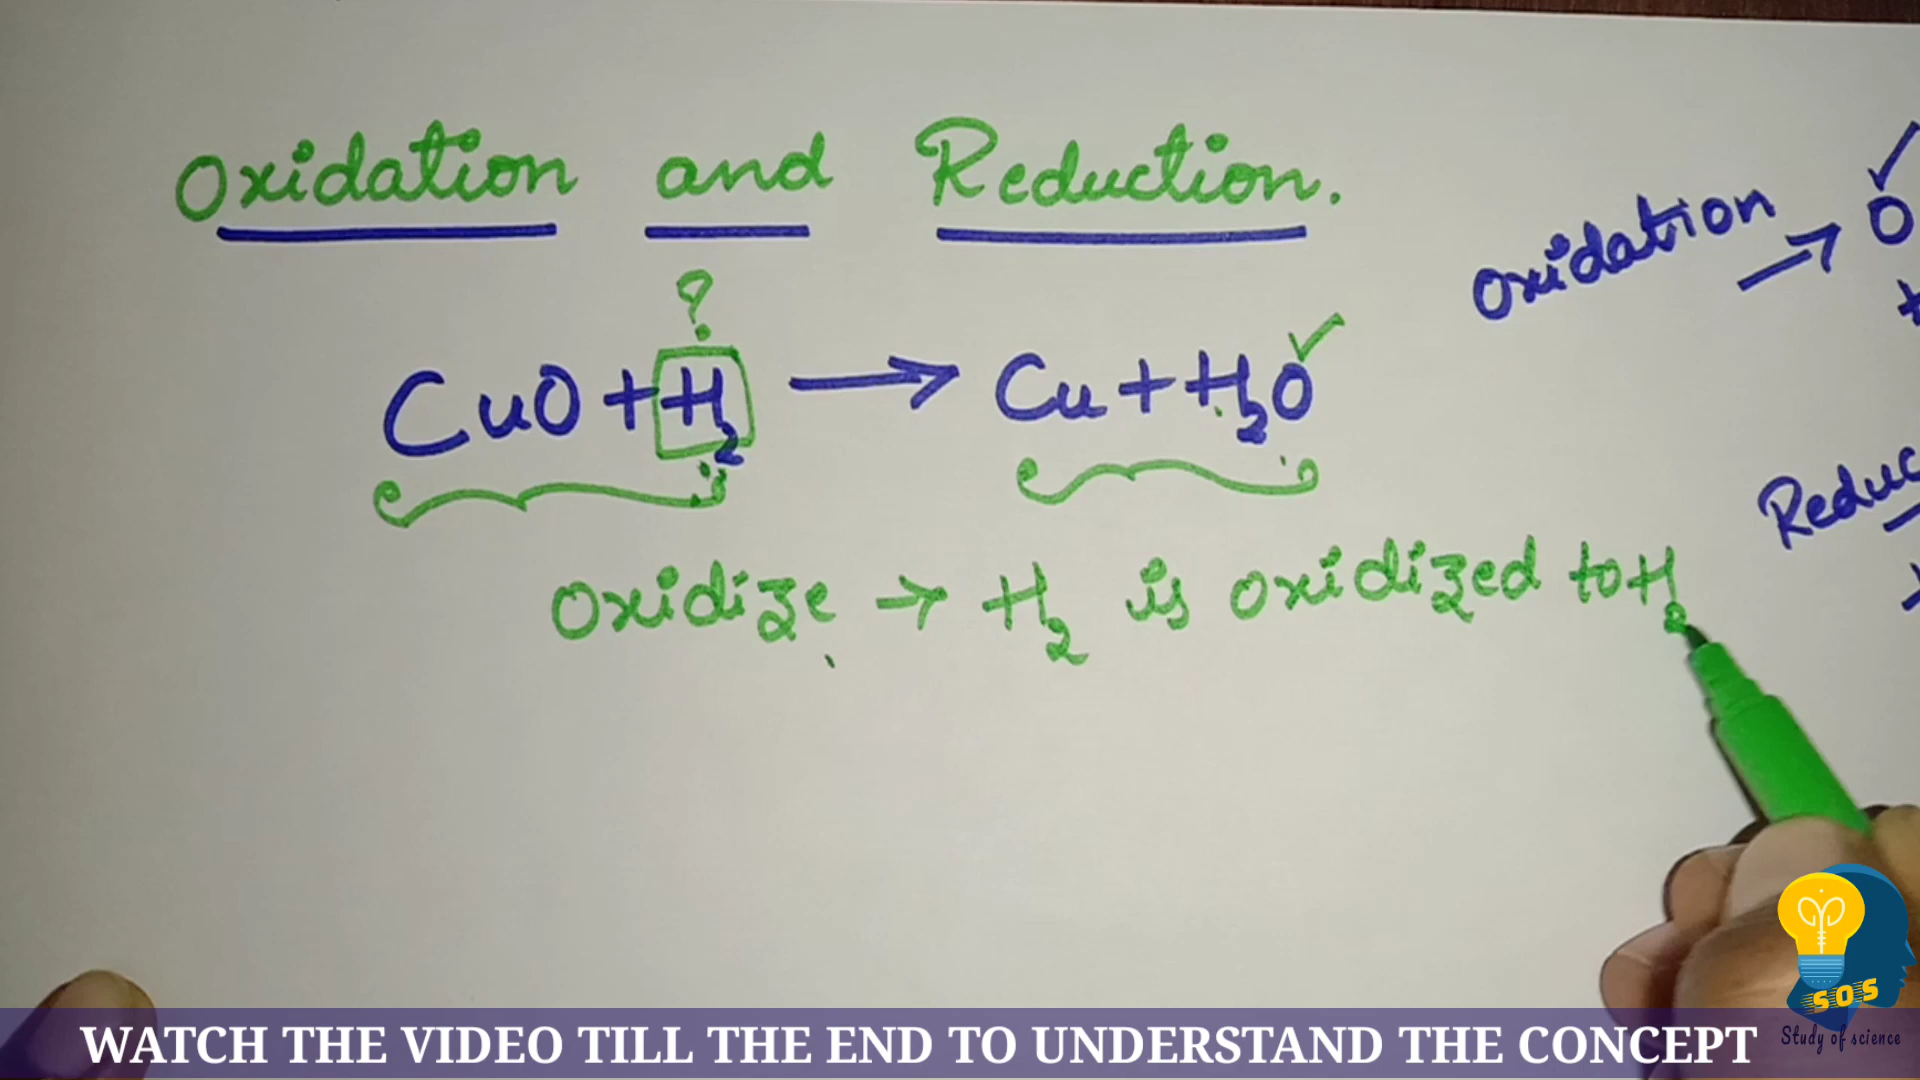 Oxidation and Reduction.
?
CuO + H₂ → Cu + H₂O ✓
Oxidize → H₂ is oxidized to H₂
✓
Oxidation → O
Reduc
SOS
Study of science
WATCH THE VIDEO TILL THE END TO UNDERSTAND THE CONCEPT